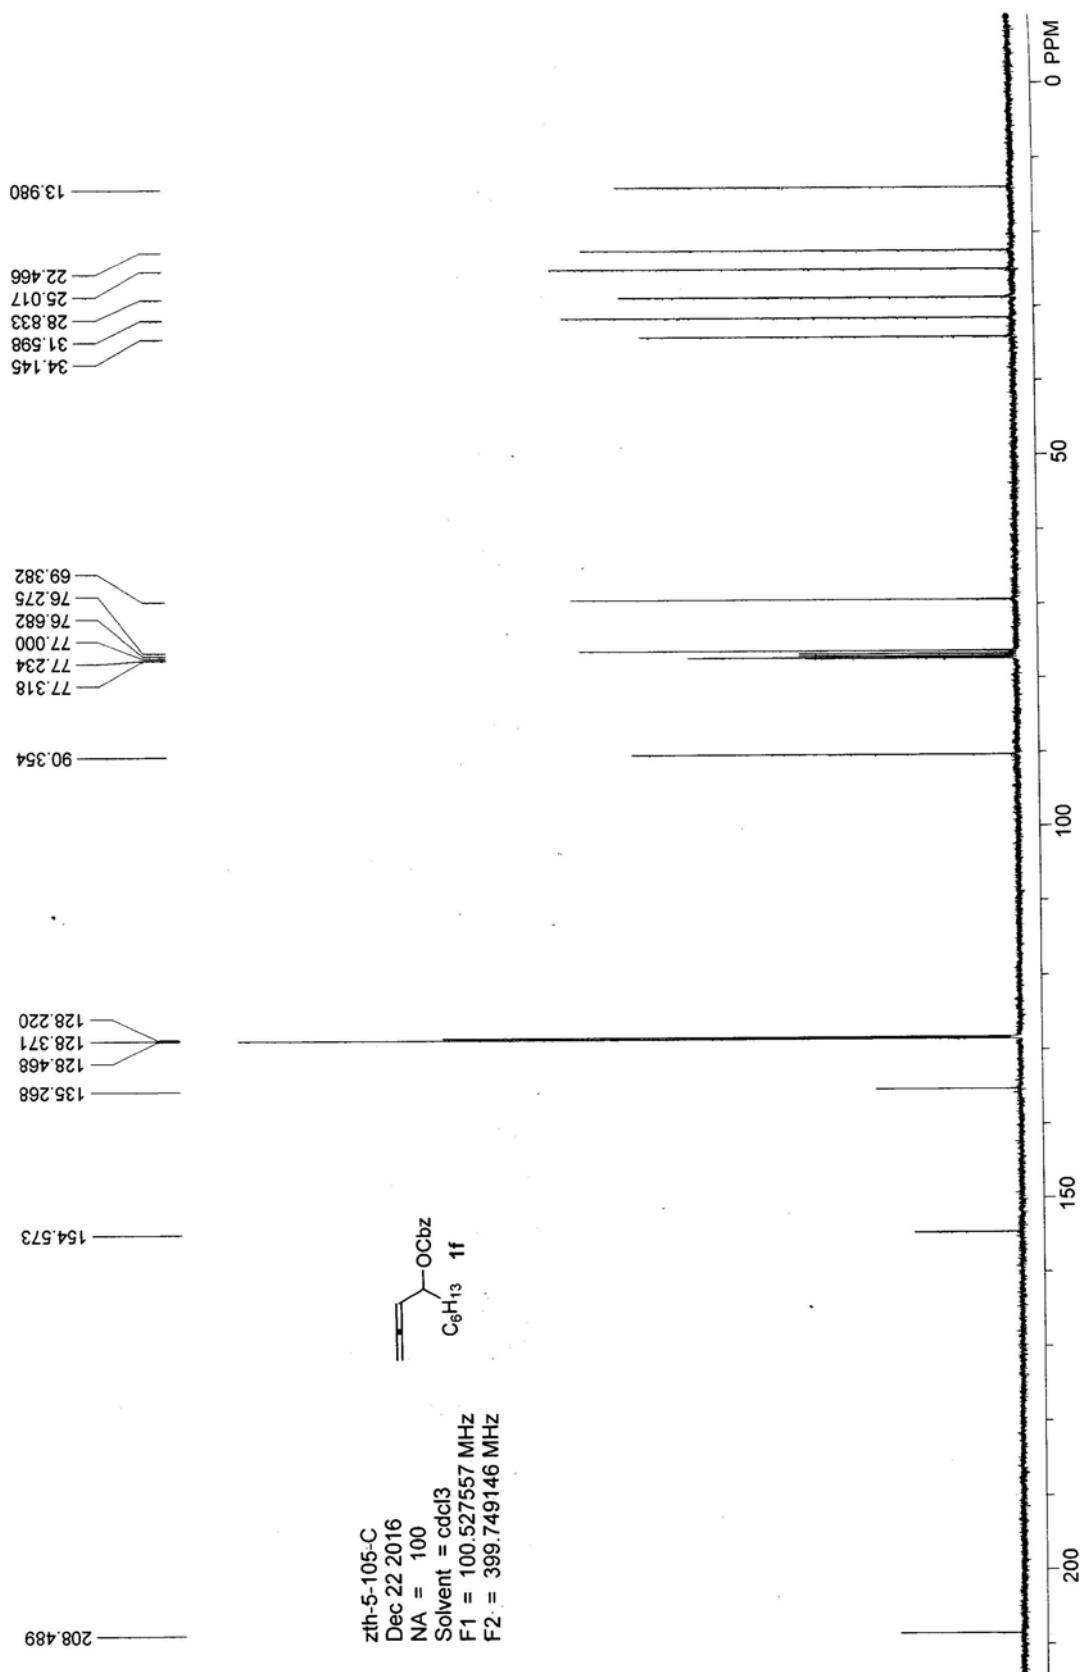 13.980
22.466
25.017
28.833
31.598
34.145
69.382
76.275
76.682
77.000
77.234
77.318
90.354
128.220
128.371
128.468
135.268
154.573
208.489
OCbz
C6H13 1f
zth-5-105-C
Dec 22 2016
NA = 100
Solvent = cdcl3
F1 = 100.527557 MHz
F2 = 399.749146 MHz
0 PPM
50
100
150
200